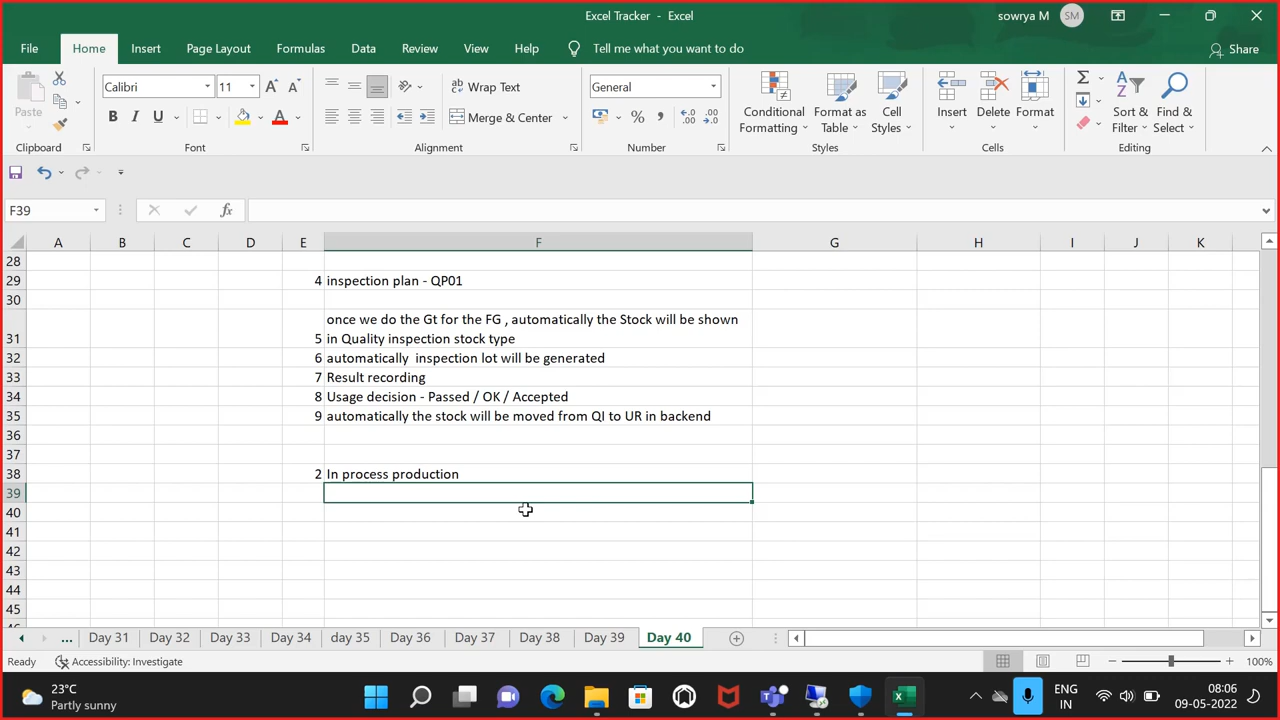 Excel Tracker - Excel
sowrya M
SM
File Home Insert Page Layout Formulas Data Review View Help Tell me what you want to do Share
Paste
Calibri 11
B I U
Wrap Text
Merge & Center
General
Conditional Formatting
Format as Table
Cell Styles
Insert Delete Format
Sort & Filter
Find & Select
Clipboard Font Alignment Number Styles Cells Editing
F39 fx
A B C D E F G H I J K
28
29 4 inspection plan - QP01
30
once we do the Gt for the FG , automatically the Stock will be shown
31 5 in Quality inspection stock type
32 6 automatically inspection lot will be generated
33 7 Result recording
34 8 Usage decision - Passed / OK / Accepted
35 9 automatically the stock will be moved from QI to UR in backend
36
37
38 2 In process production
39
40
41
42
43
44
45
... Day 31 Day 32 Day 33 Day 34 day 35 Day 36 Day 37 Day 38 Day 39 Day 40
Ready Accessibility: Investigate 100%
23°C
Partly sunny
ENG
IN
08:06
09-05-2022